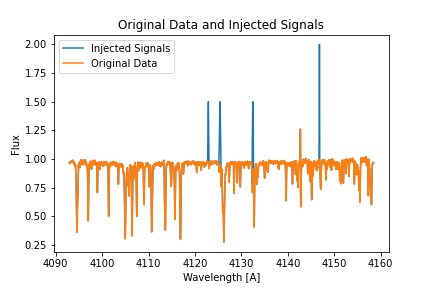 Original Data and Injected Signals
Injected Signals
Original Data
2.00
1.75
1.50
1.25
1.00
0.75
0.50
0.25
Flux
4090 4100 4110 4120 4130 4140 4150 4160
Wavelength [A]